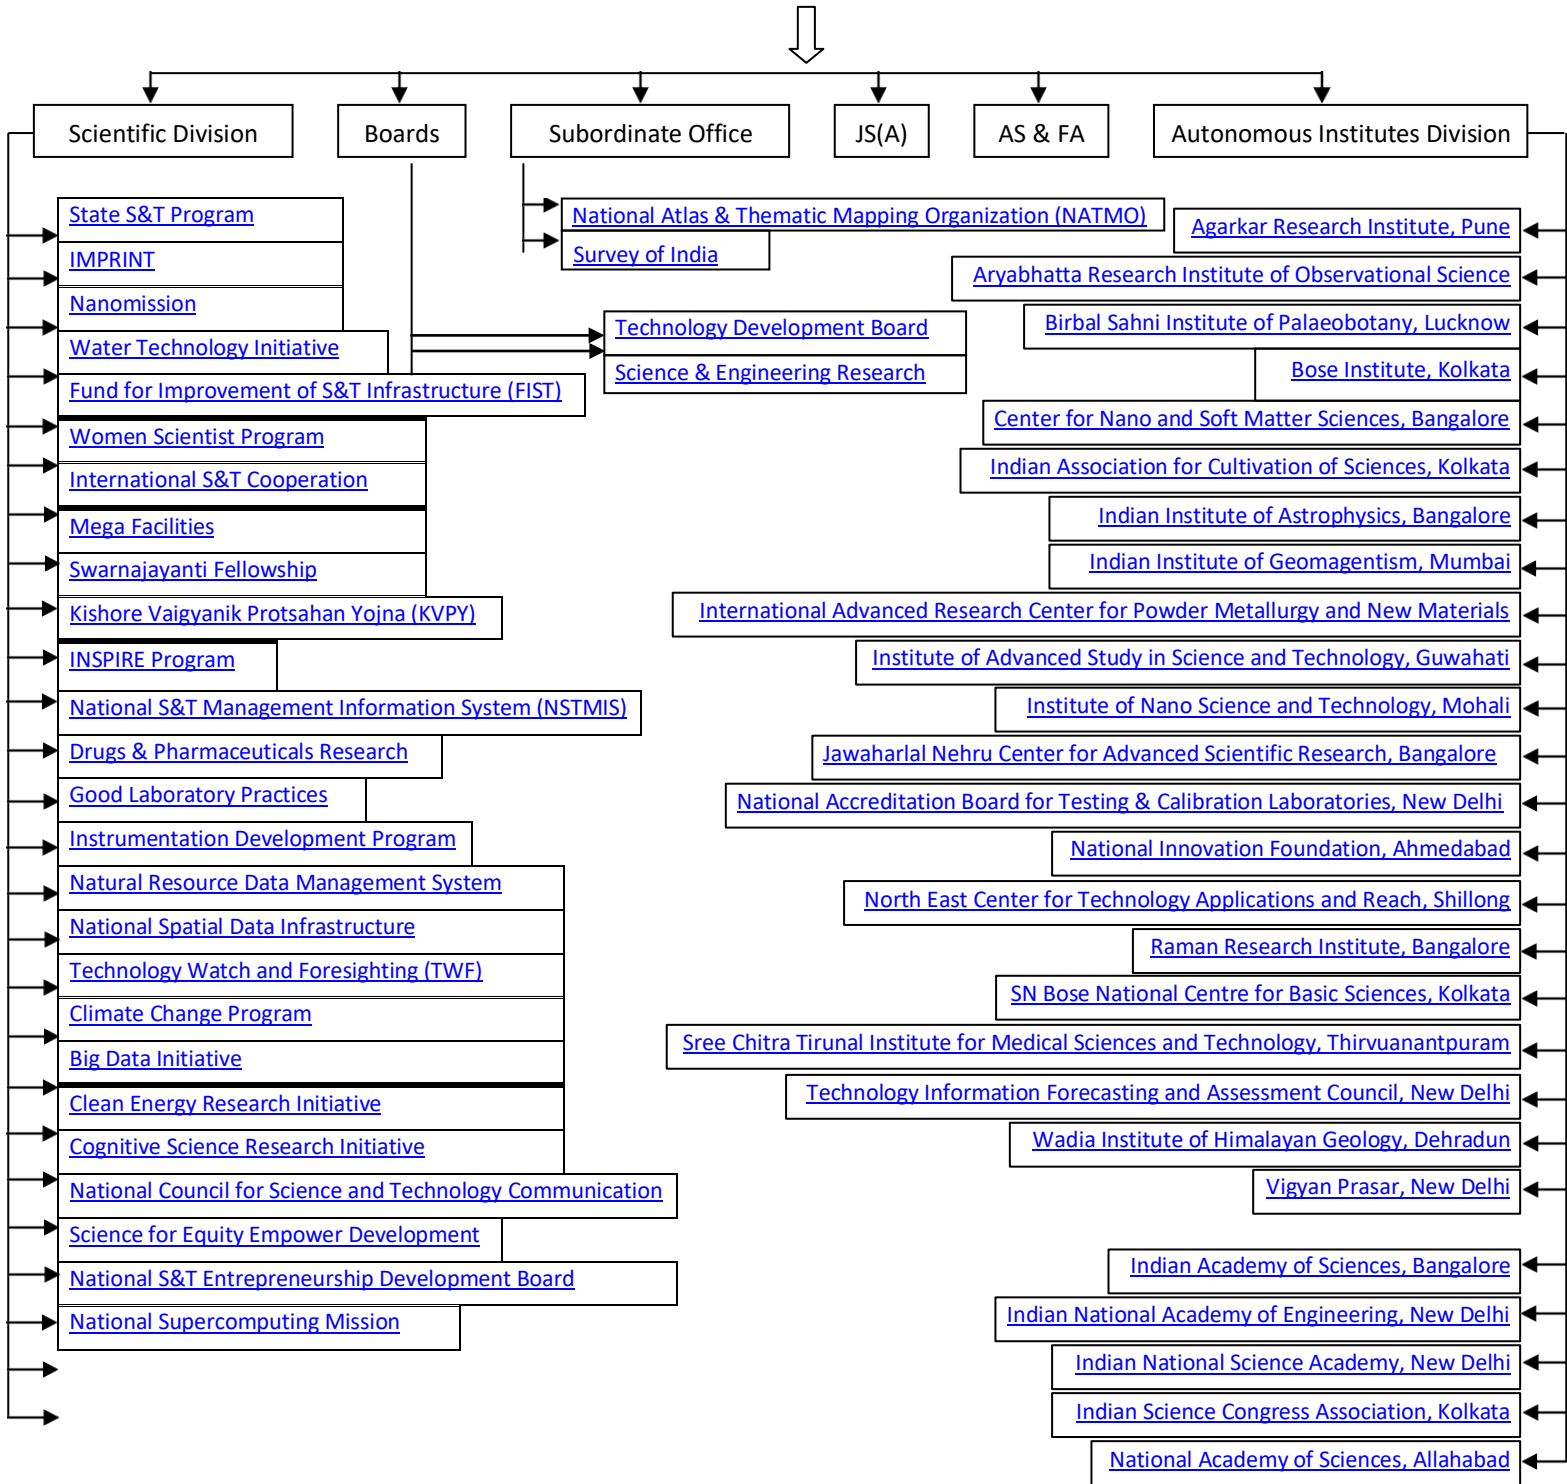 Scientific Division
Boards
Subordinate Office
JS(A)
AS & FA
Autonomous Institutes Division
State S&T Program
IMPRINT
Nanomission
Water Technology Initiative
Fund for Improvement of S&T Infrastructure (FIST)
Women Scientist Program
International S&T Cooperation
Mega Facilities
Swarnajayanti Fellowship
Kishore Vaigyanik Protsahan Yojna (KVPY)
INSPIRE Program
National S&T Management Information System (NSTMIS)
Drugs & Pharmaceuticals Research
Good Laboratory Practices
Instrumentation Development Program
Natural Resource Data Management System
National Spatial Data Infrastructure
Technology Watch and Foresighting (TWF)
Climate Change Program
Big Data Initiative
Clean Energy Research Initiative
Cognitive Science Research Initiative
National Council for Science and Technology Communication
Science for Equity Empower Development
National S&T Entrepreneurship Development Board
National Supercomputing Mission
National Atlas & Thematic Mapping Organization (NATMO)
Survey of India
Technology Development Board
Science & Engineering Research
Agarkar Research Institute, Pune
Aryabhatta Research Institute of Observational Science
Birbal Sahni Institute of Palaeobotany, Lucknow
Bose Institute, Kolkata
Center for Nano and Soft Matter Sciences, Bangalore
Indian Association for Cultivation of Sciences, Kolkata
Indian Institute of Astrophysics, Bangalore
Indian Institute of Geomagentism, Mumbai
International Advanced Research Center for Powder Metallurgy and New Materials
Institute of Advanced Study in Science and Technology, Guwahati
Institute of Nano Science and Technology, Mohali
Jawaharlal Nehru Center for Advanced Scientific Research, Bangalore
National Accreditation Board for Testing & Calibration Laboratories, New Delhi
National Innovation Foundation, Ahmedabad
North East Center for Technology Applications and Reach, Shillong
Raman Research Institute, Bangalore
SN Bose National Centre for Basic Sciences, Kolkata
Sree Chitra Tirunal Institute for Medical Sciences and Technology, Thirvuanantpuram
Technology Information Forecasting and Assessment Council, New Delhi
Wadia Institute of Himalayan Geology, Dehradun
Vigyan Prasar, New Delhi
Indian Academy of Sciences, Bangalore
Indian National Academy of Engineering, New Delhi
Indian National Science Academy, New Delhi
Indian Science Congress Association, Kolkata
National Academy of Sciences, Allahabad